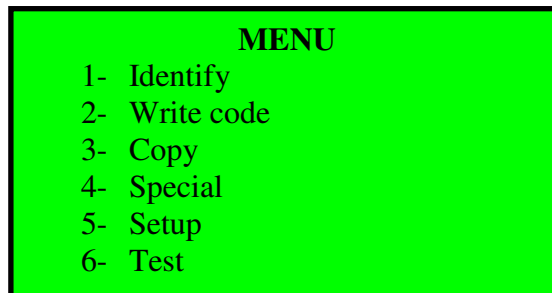 MENU
1- Identify
2- Write code
3- Copy
4- Special
5- Setup
6- Test